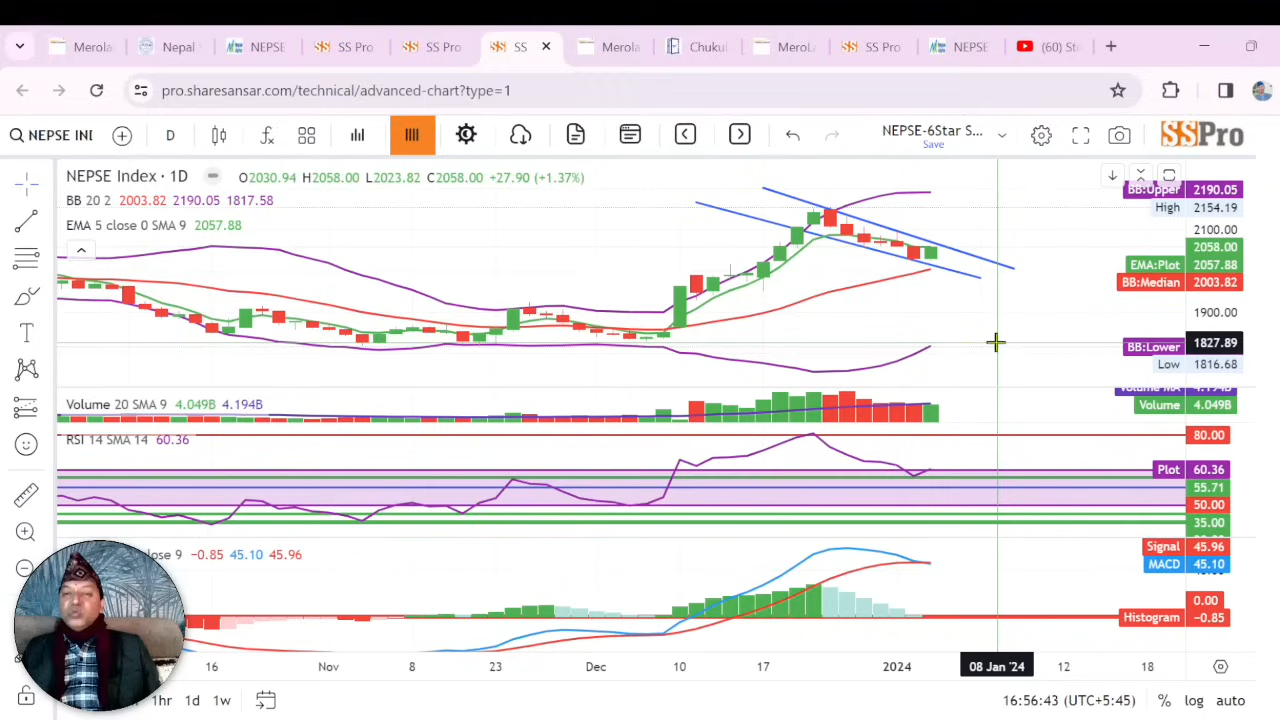 Merola
Nepal
NEPSE
SS Pro
SS Pro
SS
Merola
Chukul
MeroL
SS Pro
NEPSE
(60) St
pro.sharesansar.com/technical/advanced-chart?type=1
NEPSE INI
D
NEPSE-6Star S...
Save
SSPro
NEPSE Index · 1D
O2030.94 H2058.00 L2023.82 C2058.00 +27.90 (+1.37%)
BB 20 2 2003.82 2190.05 1817.58
EMA 5 close 0 SMA 9 2057.88
BB:Upper 2190.05
High 2154.19
2100.00
2058.00
EMA:Plot 2057.88
BB:Median 2003.82
1900.00
1827.89
BB:Lower
Low 1816.68
Volume 20 SMA 9 4.049B 4.194B
Volume MA 4.194B
Volume 4.049B
RSI 14 SMA 14 60.36
80.00
Plot 60.36
55.71
50.00
35.00
close 9 −0.85 45.10 45.96
Signal 45.96
MACD 45.10
0.00
Histogram −0.85
16 Nov 8 23 Dec 10 17 2024 08 Jan '24 12 18
1hr 1d 1w
16:56:43 (UTC+5:45) % log auto